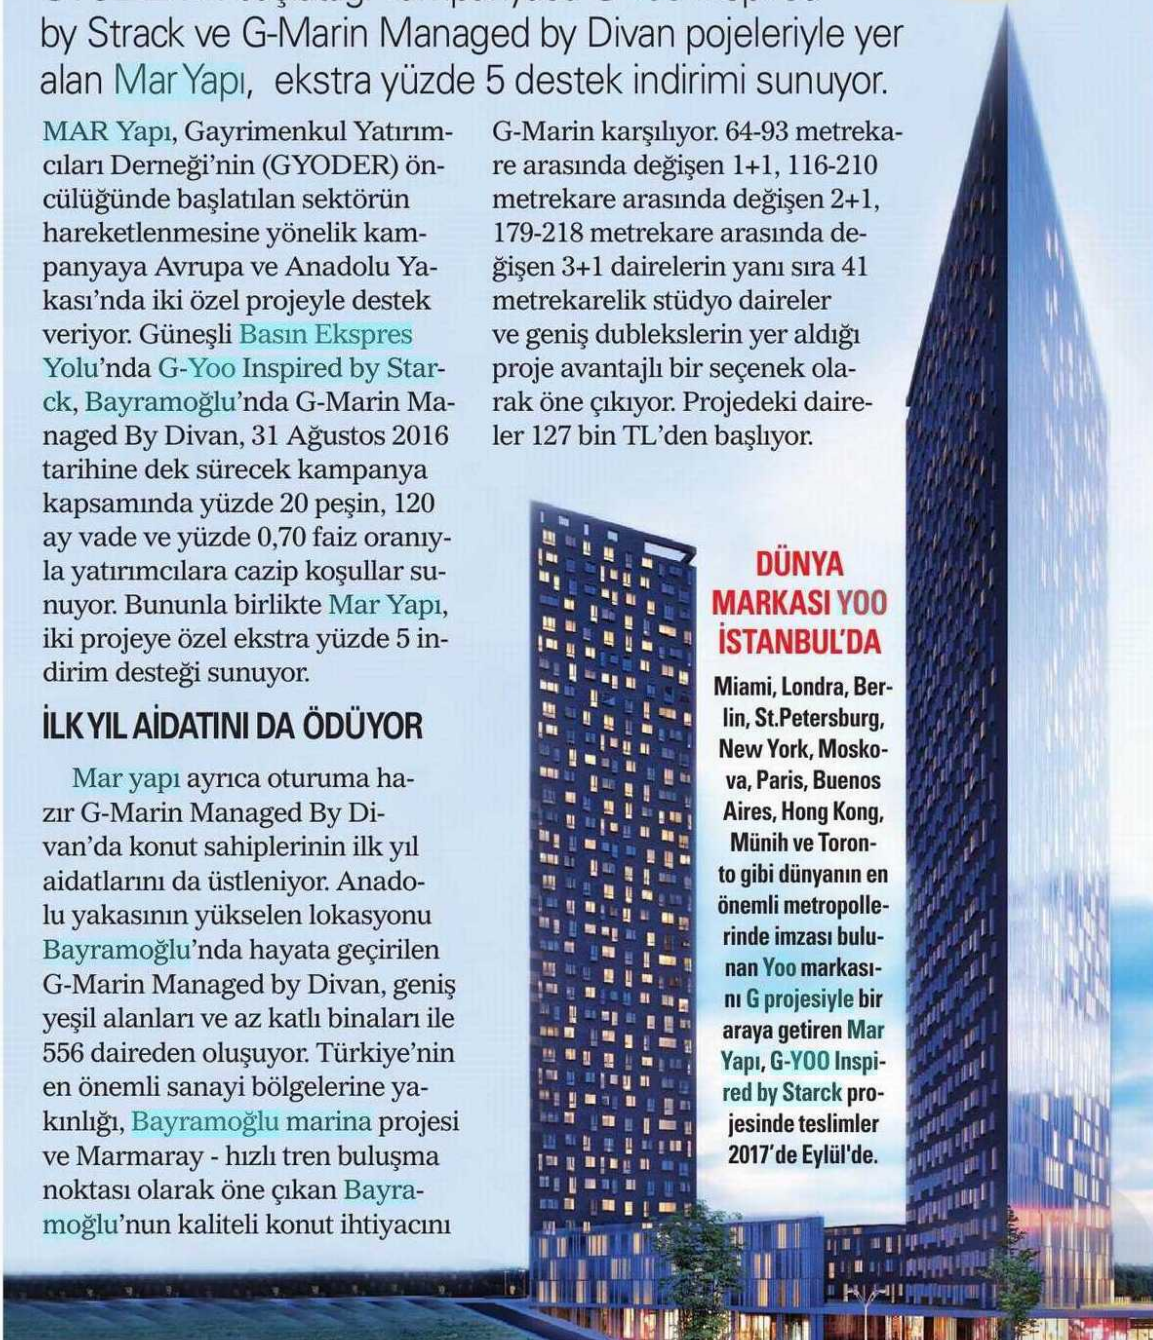 by Strack ve G-Marin Managed by Divan pojeleriyle yer
alan Mar Yapı, ekstra yüzde 5 destek indirimi sunuyor.
MAR Yapı, Gayrimenkul Yatırım-
cıları Derneği’nin (GYODER) ön-
cülüğünde başlatılan sektörün
hareketlenmesine yönelik kam-
panyaya Avrupa ve Anadolu Ya-
kası’nda iki özel projeyle destek
veriyor. Güneşli Basın Ekspres
Yolu’nda G-Yoo Inspired by Star-
ck, Bayramoğlu’nda G-Marin Ma-
naged By Divan, 31 Ağustos 2016
tarihine dek sürecek kampanya
kapsamında yüzde 20 peşin, 120
ay vade ve yüzde 0,70 faiz oranıy-
la yatırımcılara cazip koşullar su-
nuyor. Bununla birlikte Mar Yapı,
iki projeye özel ekstra yüzde 5 in-
dirim desteği sunuyor.
İLK YIL AİDATINI DA ÖDÜYOR
Mar yapı ayrıca oturuma ha-
zır G-Marin Managed By Di-
van’da konut sahiplerinin ilk yıl
aidatlarını da üstleniyor. Anado-
lu yakasının yükselen lokasyonu
Bayramoğlu’nda hayata geçirilen
G-Marin Managed by Divan, geniş
yeşil alanları ve az katlı binaları ile
556 daireden oluşuyor. Türkiye’nin
en önemli sanayi bölgelerine ya-
kınlığı, Bayramoğlu marina projesi
ve Marmaray - hızlı tren buluşma
noktası olarak öne çıkan Bayra-
moğlu’nun kaliteli konut ihtiyacını
G-Marin karşılıyor. 64-93 metreka-
re arasında değişen 1+1, 116-210
metrekare arasında değişen 2+1,
179-218 metrekare arasında de-
ğişen 3+1 dairelerin yanı sıra 41
metrekarelik stüdyo daireler
ve geniş dublekslerin yer aldığı
proje avantajlı bir seçenek ola-
rak öne çıkıyor. Projedeki daire-
ler 127 bin TL’den başlıyor.
DÜNYA
MARKASI YOO
İSTANBUL’DA
Miami, Londra, Ber-
lin, St.Petersburg,
New York, Mosko-
va, Paris, Buenos
Aires, Hong Kong,
Münih ve Toron-
to gibi dünyanın en
önemli metropolle-
rinde imzası bulu-
nan Yoo markası-
nı G projesiyle bir
araya getiren Mar
Yapı, G-YOO Inspi-
red by Starck pro-
jesinde teslimler
2017’de Eylül'de.